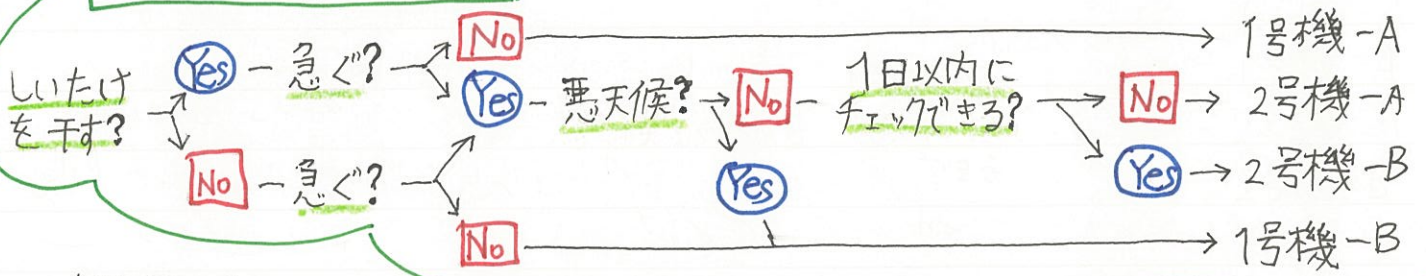 しいたけ
を干す?
Yes
急ぐ?
No
Yes
悪天候?
No
1日以内に
チェックできる?
No
Yes
Yes
No
急ぐ?
No
1号機-A
2号機-A
2号機-B
1号機-B